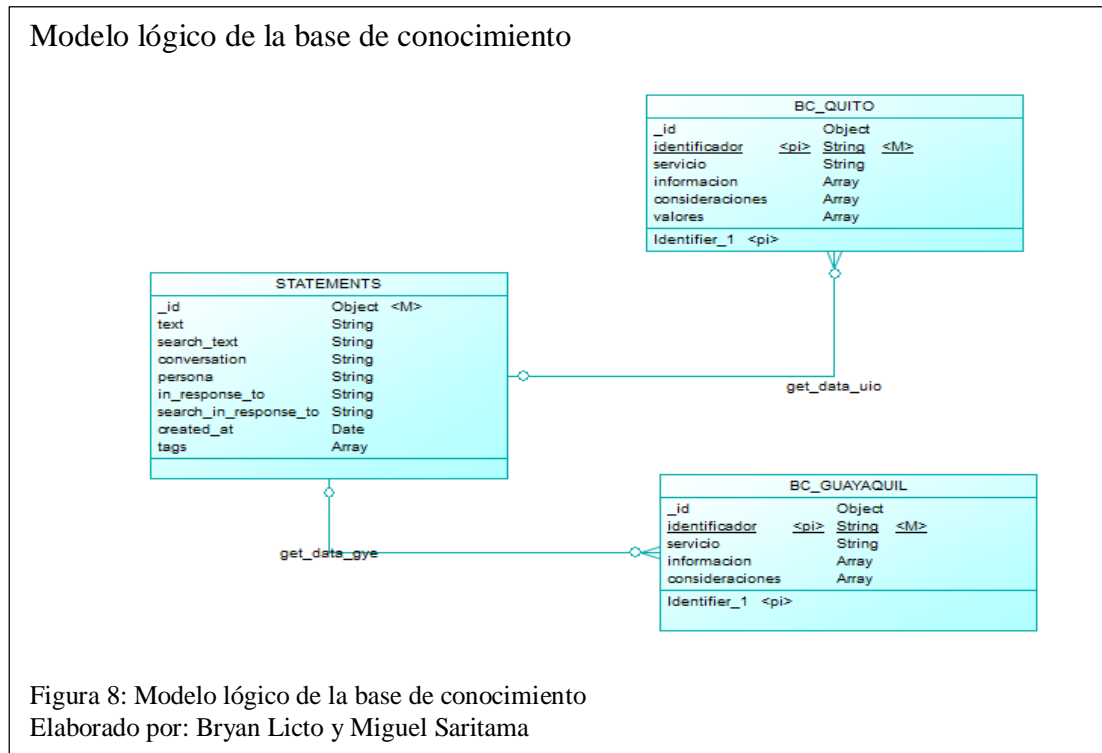 Modelo lógico de la base de conocimiento
BC_QUITO
_id Object
identificador <pi> String <M>
servicio String
informacion Array
consideraciones Array
valores Array
Identifier_1 <pi>
STATEMENTS
_id Object <M>
text String
search_text String
conversation String
persona String
in_response_to String
search_in_response_to String
created_at Date
tags Array
get_data_uio
BC_GUAYAQUIL
_id Object
identificador <pi> String <M>
servicio String
informacion Array
consideraciones Array
Identifier_1 <pi>
get_data_gye
Figura 8: Modelo lógico de la base de conocimiento
Elaborado por: Bryan Licto y Miguel Saritama